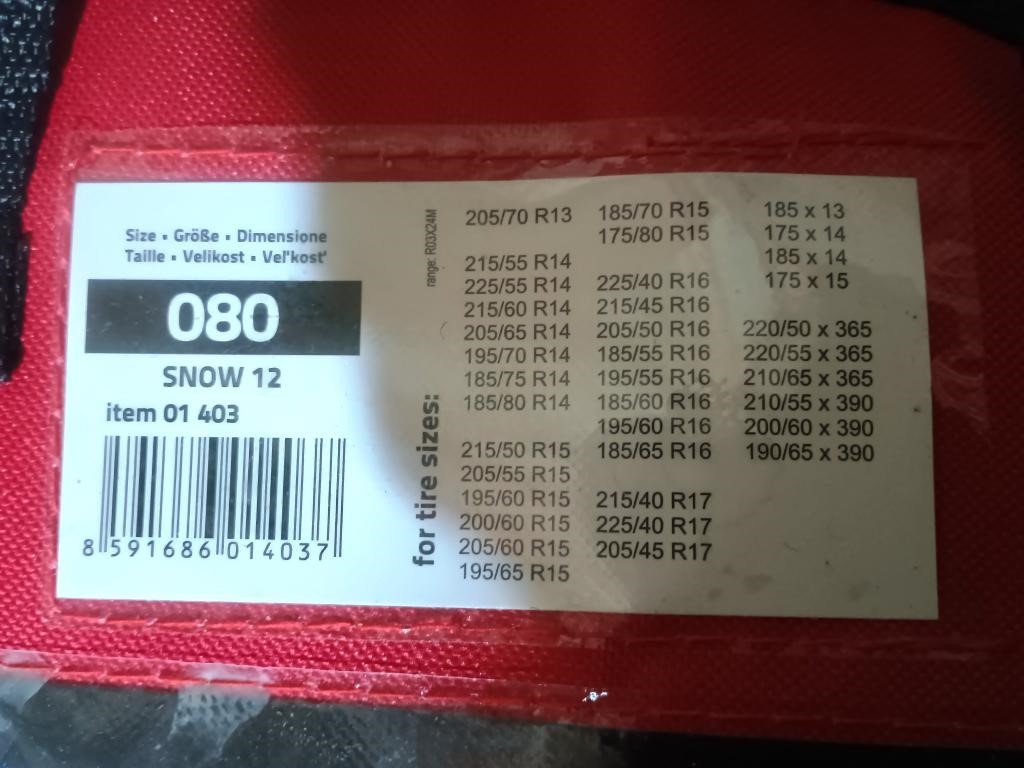 Size • Größe • Dimensione
Taille • Velikost • Vel'kost'
080
SNOW 12
item 01 403
8 591686 014037
range: R03X24M
for tire sizes:
205/70 R13
215/55 R14
225/55 R14
215/60 R14
205/65 R14
195/70 R14
185/75 R14
185/80 R14
215/50 R15
205/55 R15
195/60 R15
200/60 R15
205/60 R15
195/65 R15
185/70 R15
175/80 R15
225/40 R16
215/45 R16
205/50 R16
185/55 R16
195/55 R16
185/60 R16
195/60 R16
185/65 R16
215/40 R17
225/40 R17
205/45 R17
185 x 13
175 x 14
185 x 14
175 x 15
220/50 x 365
220/55 x 365
210/65 x 365
210/55 x 390
200/60 x 390
190/65 x 390